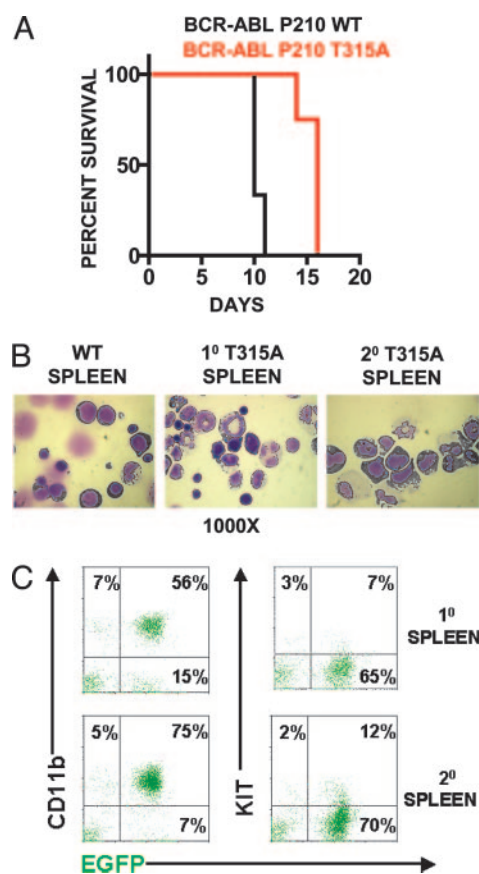 A
BCR-ABL P210 WT
BCR-ABL P210 T315A
PERCENT SURVIVAL
100
50
0
0 5 10 15 20
DAYS
B
WT SPLEEN
1⁰ T315A SPLEEN
2⁰ T315A SPLEEN
1000X
C
CD11b
7% 56%
15%
KIT
3% 7%
65%
1⁰ SPLEEN
5% 75%
7%
2% 12%
70%
2⁰ SPLEEN
EGFP